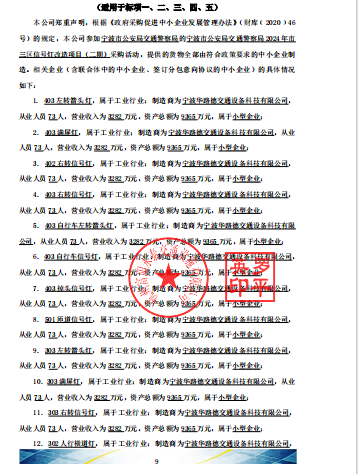 （适用于标项一、二、三、四、五）
本公司郑重声明，根据《政府采购促进中小企业发展管理办法》（财库﹝2020﹞46
号）的规定，本公司参加宁波市公安局交通警察局的宁波市公安局交通警察局2024年市
三区信号灯改造项目（二期）采购活动，提供的货物全部由符合政策要求的中小企业制
造。相关企业（含联合体中的中小企业、签订分包意向协议的中小企业）的具体情况
如下：
1. 403左转箭头灯，属于工业行业；制造商为宁波华路德交通设备科技有限公司，
从业人员73人，营业收入为3282万元，资产总额为9365万元，属于小型企业；
2. 403满屏灯，属于工业行业；制造商为宁波华路德交通设备科技有限公司，从业
人员73人，营业收入为3282万元，资产总额为9365万元，属于小型企业；
3. 402右转信号灯，属于工业行业；制造商为宁波华路德交通设备科技有限公司，
从业人员73人，营业收入为3282万元，资产总额为9365万元，属于小型企业；
4. 403右转信号灯，属于工业行业；制造商为宁波华路德交通设备科技有限公司，
从业人员73人，营业收入为3282万元，资产总额为9365万元，属于小型企业；
5. 403自行车左转箭头灯，属于工业行业；制造商为宁波华路德交通设备科技有限
公司，从业人员73人，营业收入为3282万元，资产总额为9365万元，属于小型企业；
6. 403自行车信号灯，属于工业行业；制造商为宁波华路德交通设备科技有限公司，
从业人员73人，营业收入为3282万元，资产总额为9365万元，属于小型企业；
7. 403掉头信号灯，属于工业行业；制造商为宁波华路德交通设备科技有限公司，
从业人员73人，营业收入为3282万元，资产总额为9365万元，属于小型企业；
8. 501匝道信号灯，属于工业行业；制造商为宁波华路德交通设备科技有限公司，
从业人员73人，营业收入为3282万元，资产总额为9365万元，属于小型企业；
9. 303左转箭头灯，属于工业行业；制造商为宁波华路德交通设备科技有限公司，
从业人员73人，营业收入为3282万元，资产总额为9365万元，属于小型企业；
10. 303满屏灯，属于工业行业；制造商为宁波华路德交通设备科技有限公司，从业
人员73人，营业收入为3282万元，资产总额为9365万元，属于小型企业；
11. 303右转信号灯，属于工业行业；制造商为宁波华路德交通设备科技有限公司，
从业人员73人，营业收入为3282万元，资产总额为9365万元，属于小型企业；
12. 302人行横道灯，属于工业行业；制造商为宁波华路德交通设备科技有限公司，
9